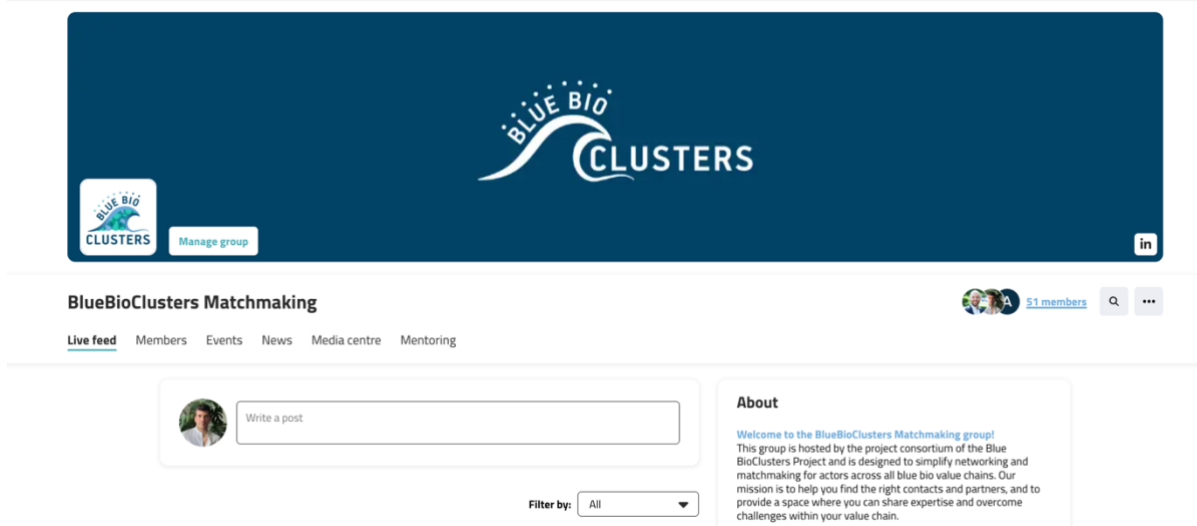 BLUE BIO
CLUSTERS
BLUE BIO
CLUSTERS
Manage group
in
BlueBioClusters Matchmaking
A
51 members
Live feed
Members
Events
News
Media centre
Mentoring
Write a post
Filter by:
All
About
Welcome to the BlueBioClusters Matchmaking group!
This group is hosted by the project consortium of the Blue
BioClusters Project and is designed to simplify networking and
matchmaking for actors across all blue bio value chains. Our
mission is to help you find the right contacts and partners, and to
provide a space where you can share expertise and overcome
challenges within your value chain.